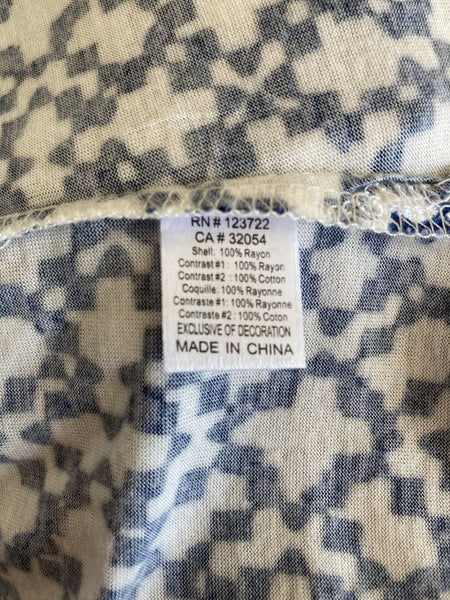 RN # 123722
CA # 32054
Shell: 100% Rayon
Contrast #1 : 100% Rayon
Contrast #2 : 100% Cotton
Coquille: 100% Rayonne
Contraste #1: 100% Rayonne
Contraste #2: 100% Coton
EXCLUSIVE OF DECORATION
MADE IN CHINA